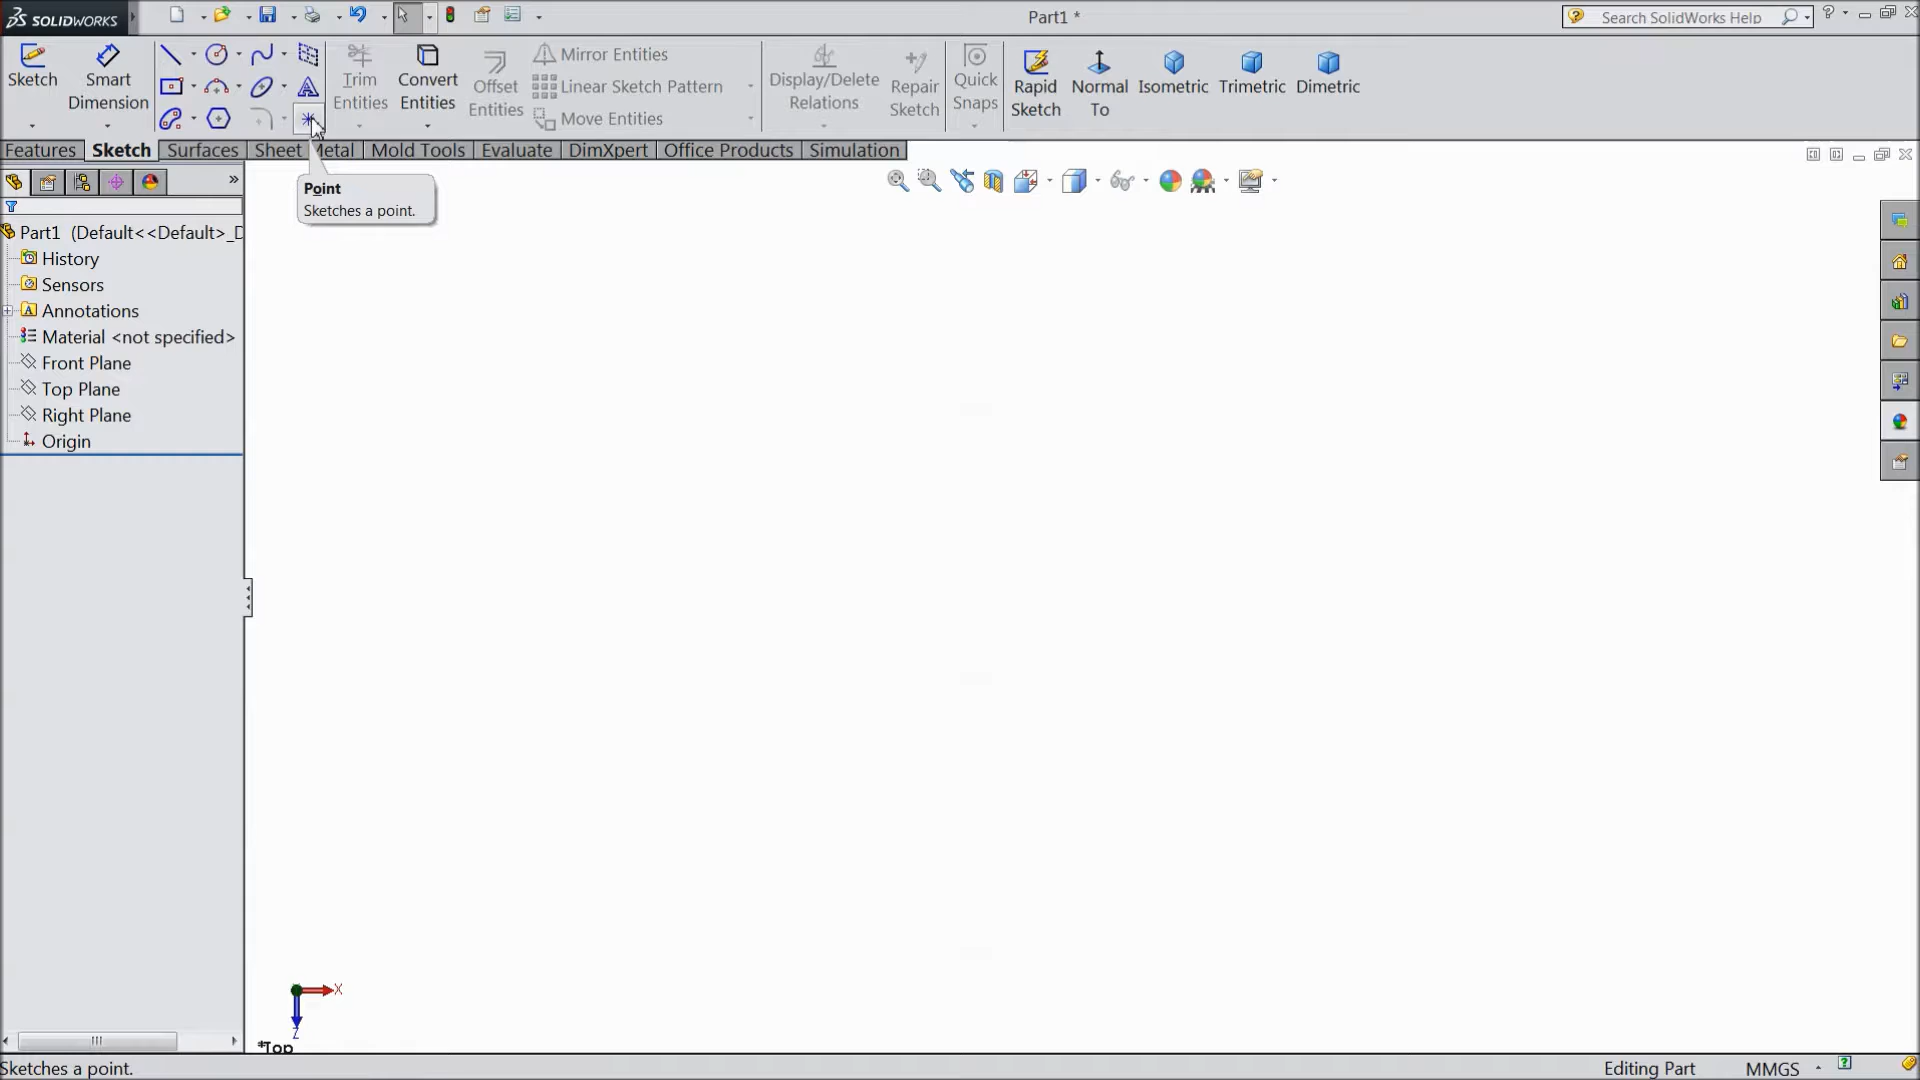 SOLIDWORKS
Part1 *
Search SolidWorks Help
Sketch
Smart
Dimension
Trim
Entities
Convert
Entities
Offset
Entities
Mirror Entities
Linear Sketch Pattern
Move Entities
Display/Delete
Relations
Repair
Sketch
Quick
Snaps
Rapid
Sketch
Normal
To
Isometric
Trimetric
Dimetric
Features
Sketch
Surfaces
Sheet Metal
Mold Tools
Evaluate
DimXpert
Office Products
Simulation
Point
Sketches a point.
Part1 (Default<<Default>_D
History
Sensors
Annotations
Material <not specified>
Front Plane
Top Plane
Right Plane
Origin
X
Z
*Top
Sketches a point.
Editing Part
MMGS